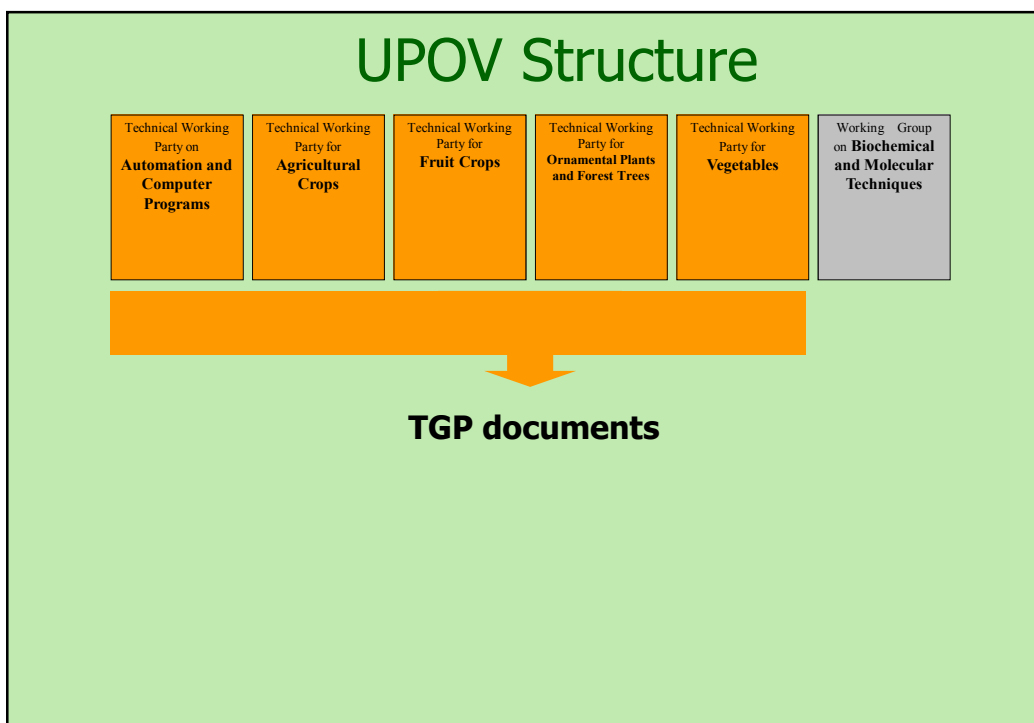 UPOV Structure
Technical Working
Party on
Automation and
Computer
Programs
Technical Working
Party for
Agricultural
Crops
Technical Working
Party for
Fruit Crops
Technical Working
Party for
Ornamental Plants
and Forest Trees
Technical Working
Party for
Vegetables
Working Group
on Biochemical
and Molecular
Techniques
TGP documents